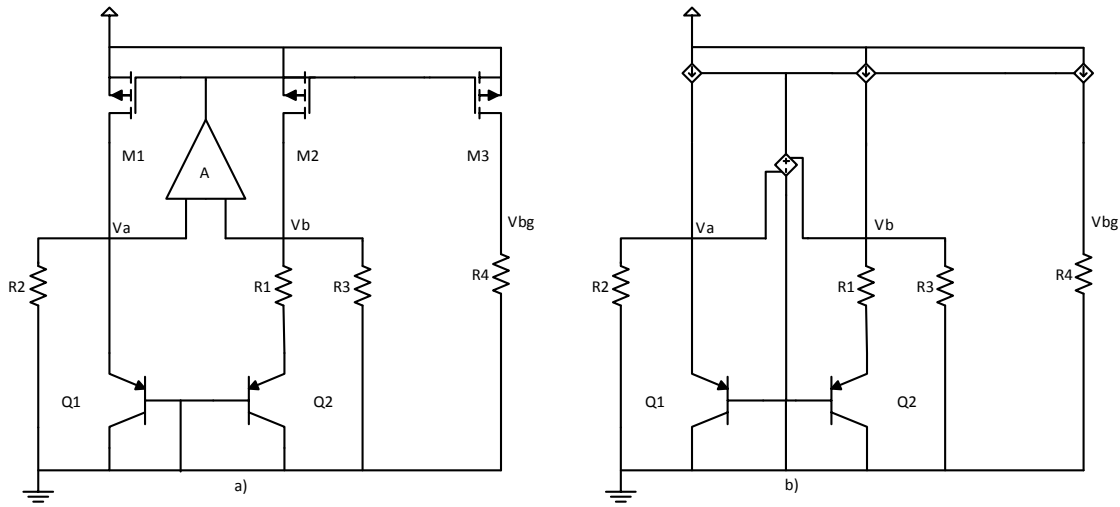 M1
A
M2
M3
Va
Vb
Vbg
R2
R1
R3
R4
Q1
Q2
a)
+
-
Va
Vb
Vbg
R2
R1
R3
R4
Q1
Q2
b)